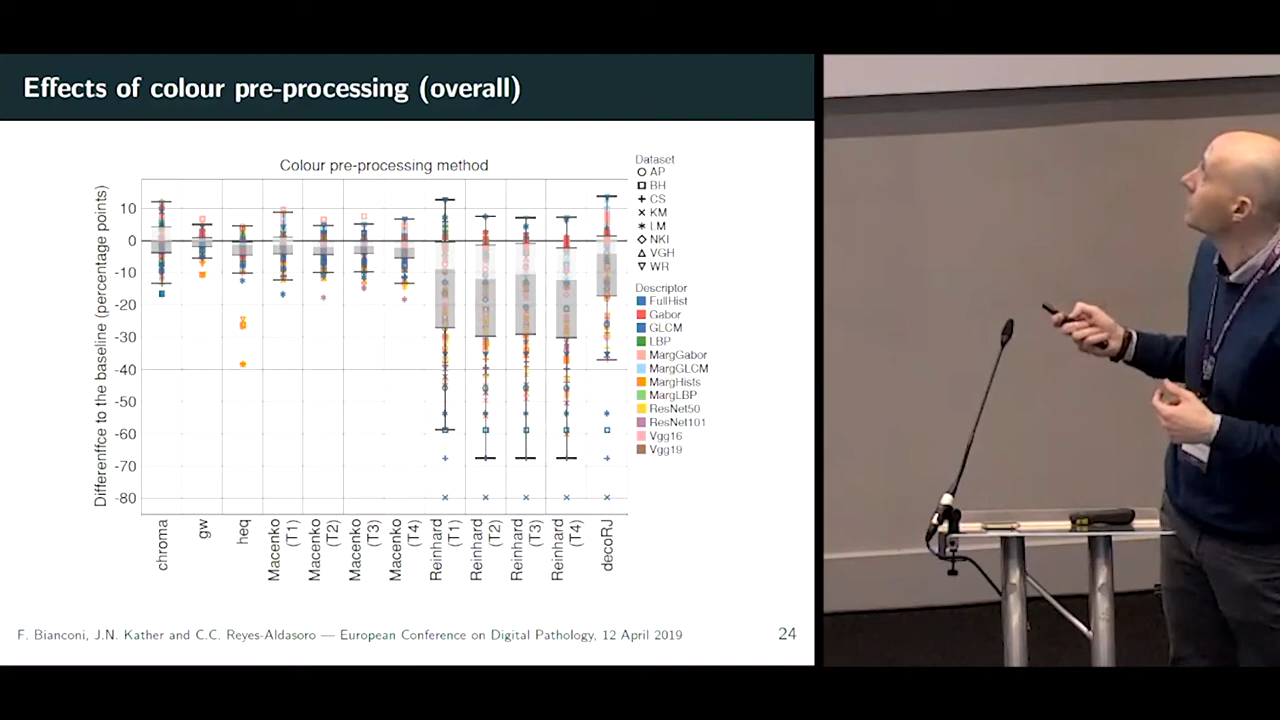 Effects of colour pre-processing (overall)
Colour pre-processing method
Differenffce to the baseline (percentage points)
10
0
-10
-20
-30
-40
-50
-60
-70
-80
chroma
gw
heq
Macenko (T1)
Macenko (T2)
Macenko (T3)
Macenko (T4)
Reinhard (T1)
Reinhard (T2)
Reinhard (T3)
Reinhard (T4)
decoRJ
Dataset
AP
BH
CS
KM
LM
NKI
VGH
WR
Descriptor
FullHist
Gabor
GLCM
LBP
MargGabor
MargGLCM
MargHists
MargLBP
ResNet50
ResNet101
Vgg16
Vgg19
F. Bianconi, J.N. Kather and C.C. Reyes-Aldasoro — European Conference on Digital Pathology, 12 April 2019
24